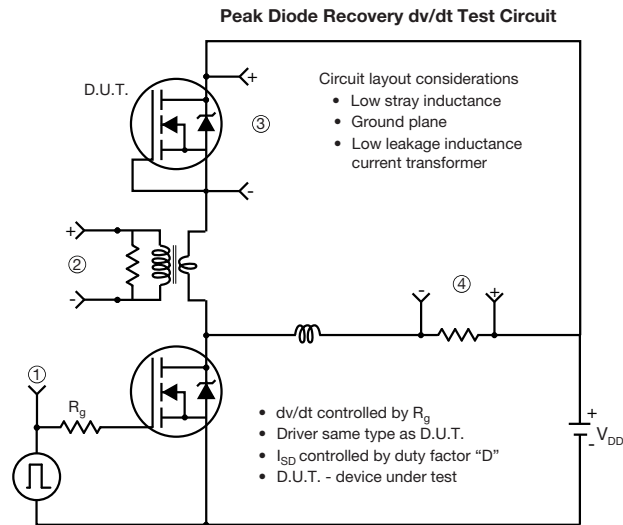 Peak Diode Recovery dv/dt Test Circuit
D.U.T.
+
-
③
Circuit layout considerations
• Low stray inductance
• Ground plane
• Low leakage inductance
current transformer
+
②
-
-
④
+
①
Rg
• dv/dt controlled by Rg
• Driver same type as D.U.T.
• ISD controlled by duty factor “D”
• D.U.T. - device under test
+
-
VDD